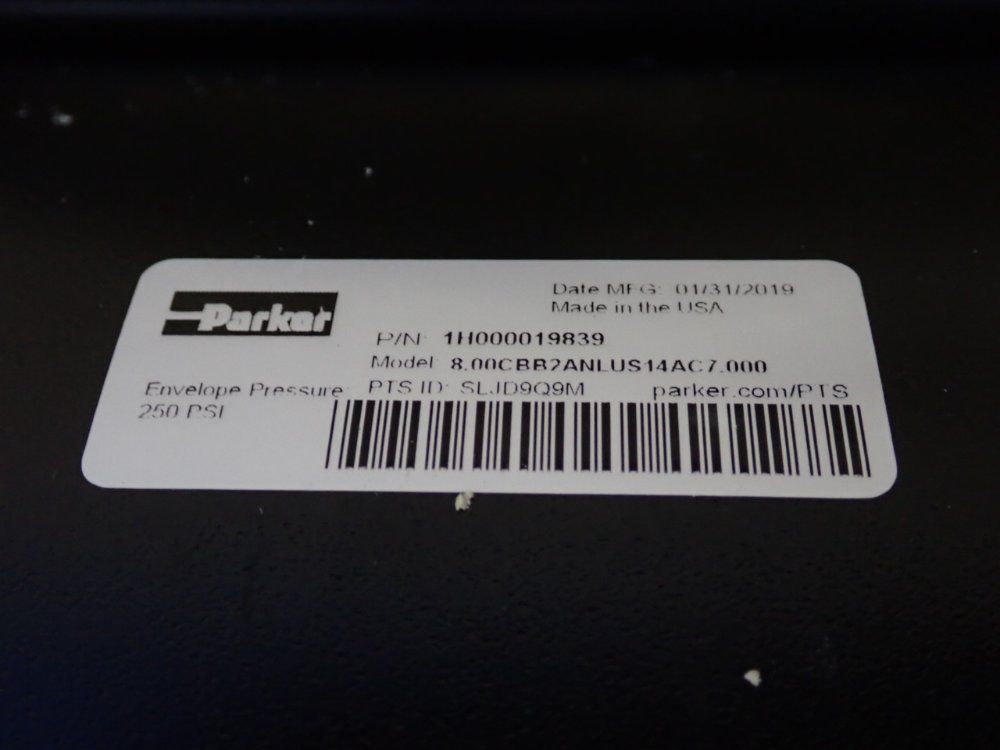 Parker
Date MFG: 01/31/2019
Made in the USA
P/N: 1H000019839
Model: 8.00CBB2ANLUS14AC7.000
Envelope Pressure: PTS ID: SLJD9Q9M parker.com/PTS
250 PSI